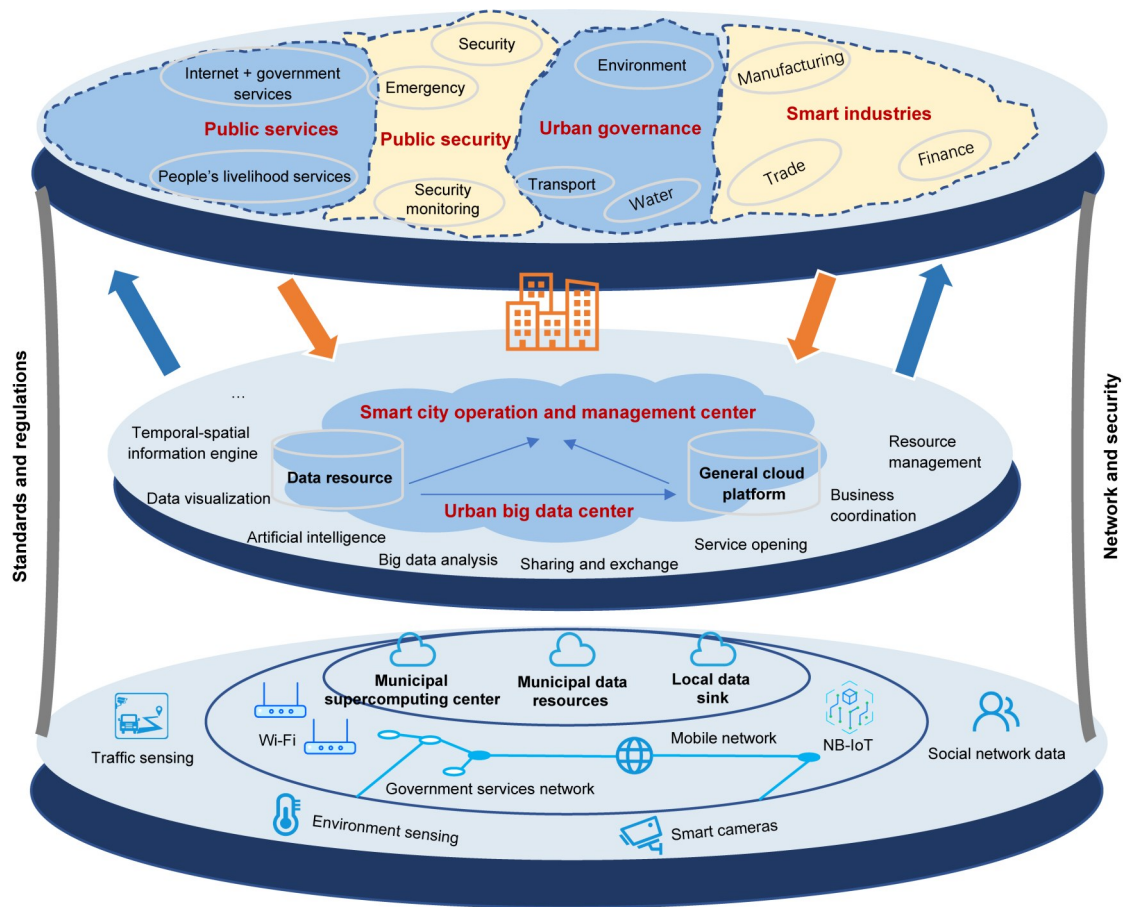 Security
Internet + government
services
Environment
Manufacturing
Emergency
Public services
Public security
Urban governance
Smart industries
Finance
People's livelihood services
Security
monitoring
Transport
Water
Trade
Standards and regulations
Network and security
...
Smart city operation and management center
Temporal-spatial
information engine
Data resource
General cloud
platform
Resource
management
Data visualization
Urban big data center
Business
coordination
Artificial intelligence
Big data analysis
Sharing and exchange
Service opening
Municipal
supercomputing center
Municipal data
resources
Local data
sink
Traffic sensing
Wi-Fi
Mobile network
NB-IoT
Social network data
Government services network
Environment sensing
Smart cameras